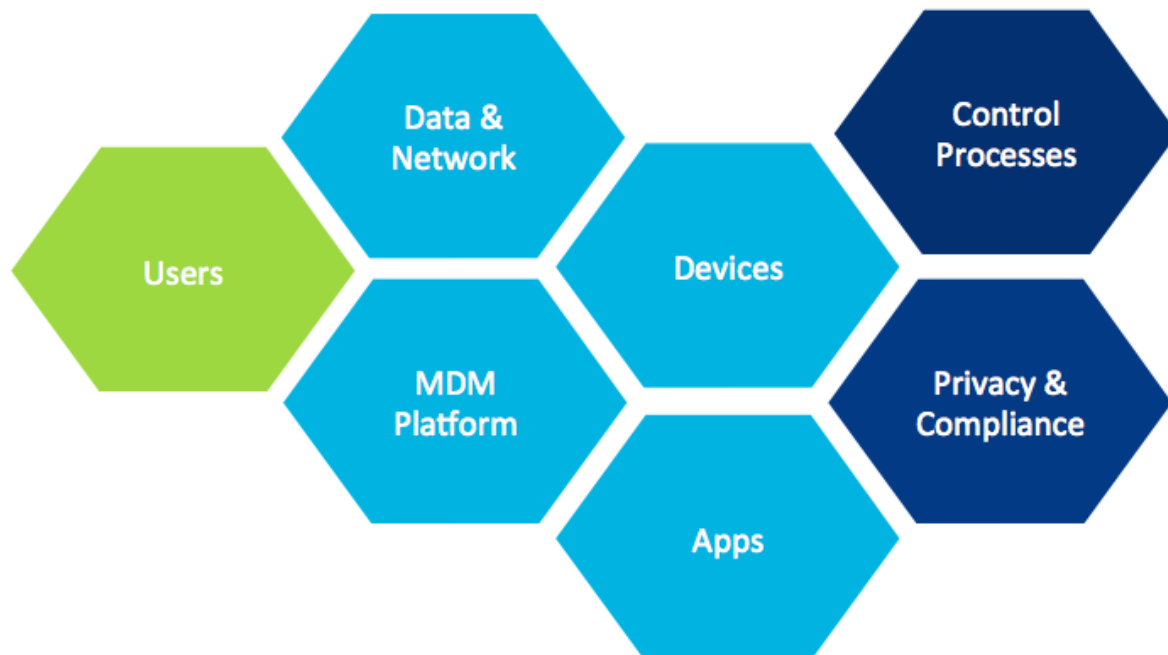 Data &
Network
Control
Processes
Users
Devices
MDM
Platform
Privacy &
Compliance
Apps